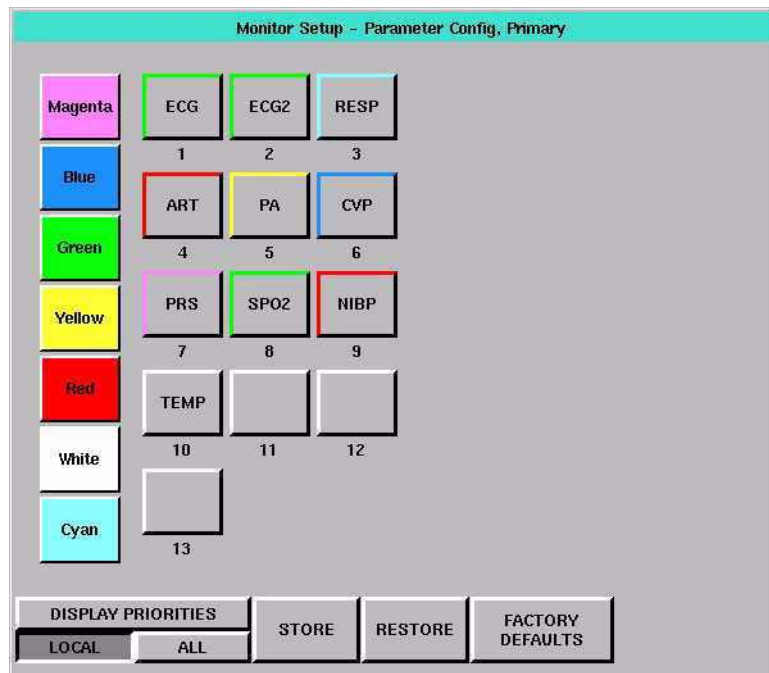 Monitor Setup - Parameter Config, Primary
Magenta
ECG
ECG2
RESP
1
2
3
Blue
ART
PA
CVP
Green
4
5
6
Yellow
PRS
SPO2
NIBP
7
8
9
Red
TEMP
10
11
12
White
Cyan
13
DISPLAY PRIORITIES
LOCAL
ALL
STORE
RESTORE
FACTORY
DEFAULTS